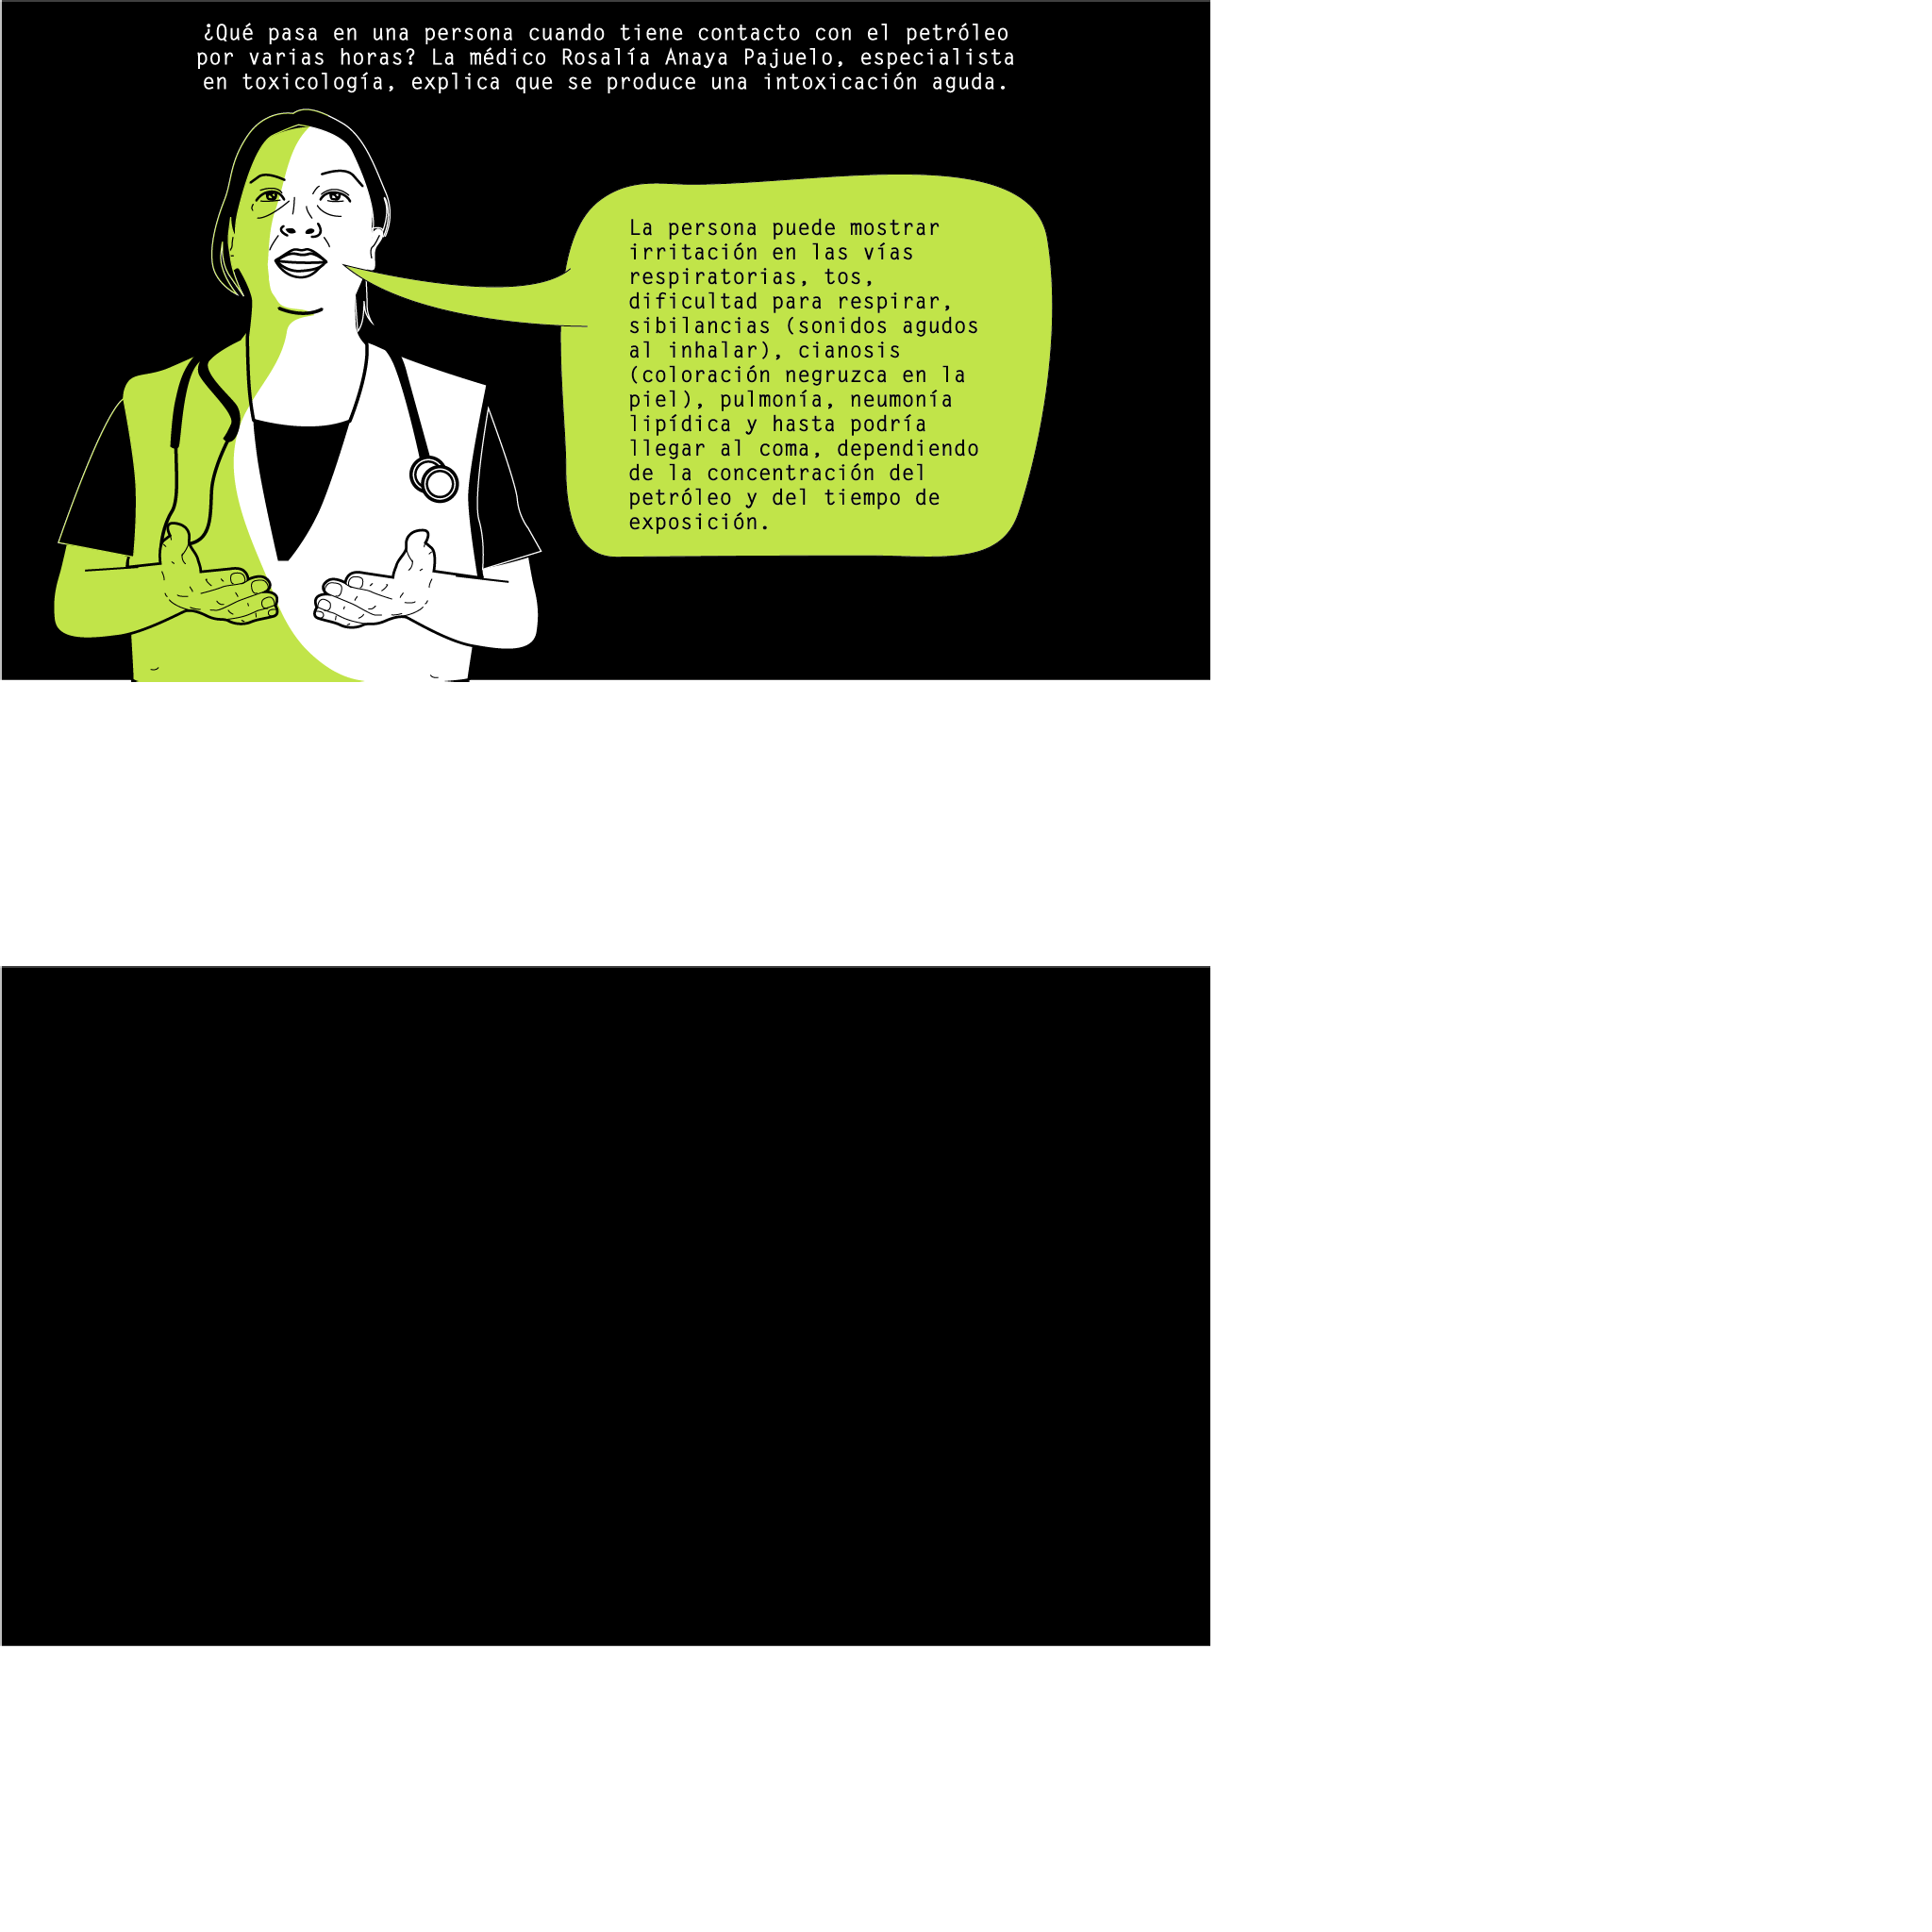 ¿Qué pasa en una persona cuando tiene contacto con el petróleo
por varias horas? La médico Rosalía Anaya Pajuelo, especialista
en toxicología, explica que se produce una intoxicación aguda.
La persona puede mostrar
irritación en las vías
respiratorias, tos,
dificultad para respirar,
sibilancias (sonidos agudos
al inhalar), cianosis
(coloración negruzca en la
piel), pulmonía, neumonía
lipídica y hasta podría
llegar al coma, dependiendo
de la concentración del
petróleo y del tiempo de
exposición.